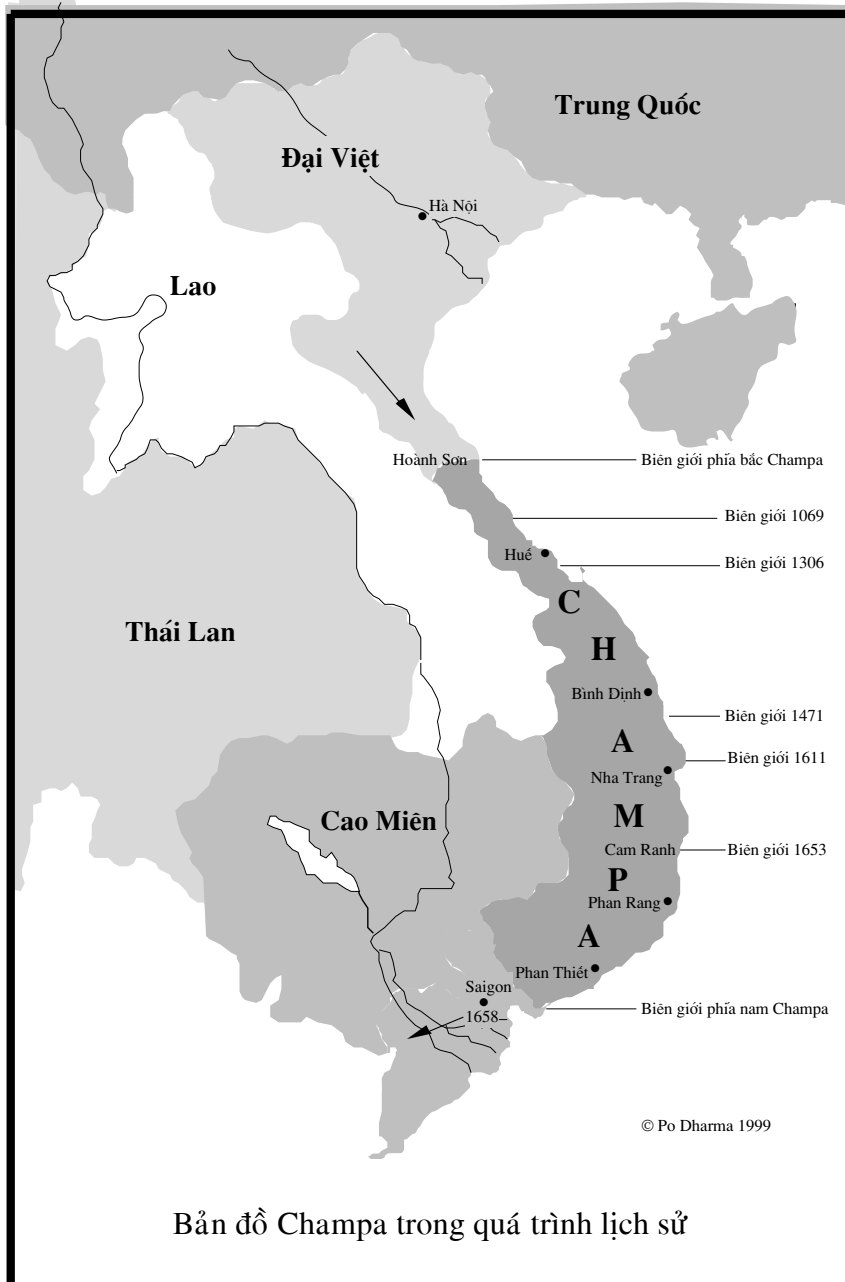 Trung Quốc
Đại Việt
Hà Nội
Lao
Hoành Sơn
Biên giới phía bắc Champa
Biên giới 1069
Huế
Biên giới 1306
C
H
Thái Lan
Bình Dịnh
Biên giới 1471
A
Biên giới 1611
Nha Trang
M
Cao Miên
Cam Ranh
Biên giới 1653
P
Phan Rang
A
Phan Thiết
Saigon
Biên giới phía nam Champa
1658
© Po Dharma 1999
Bản đồ Champa trong quá trình lịch sử